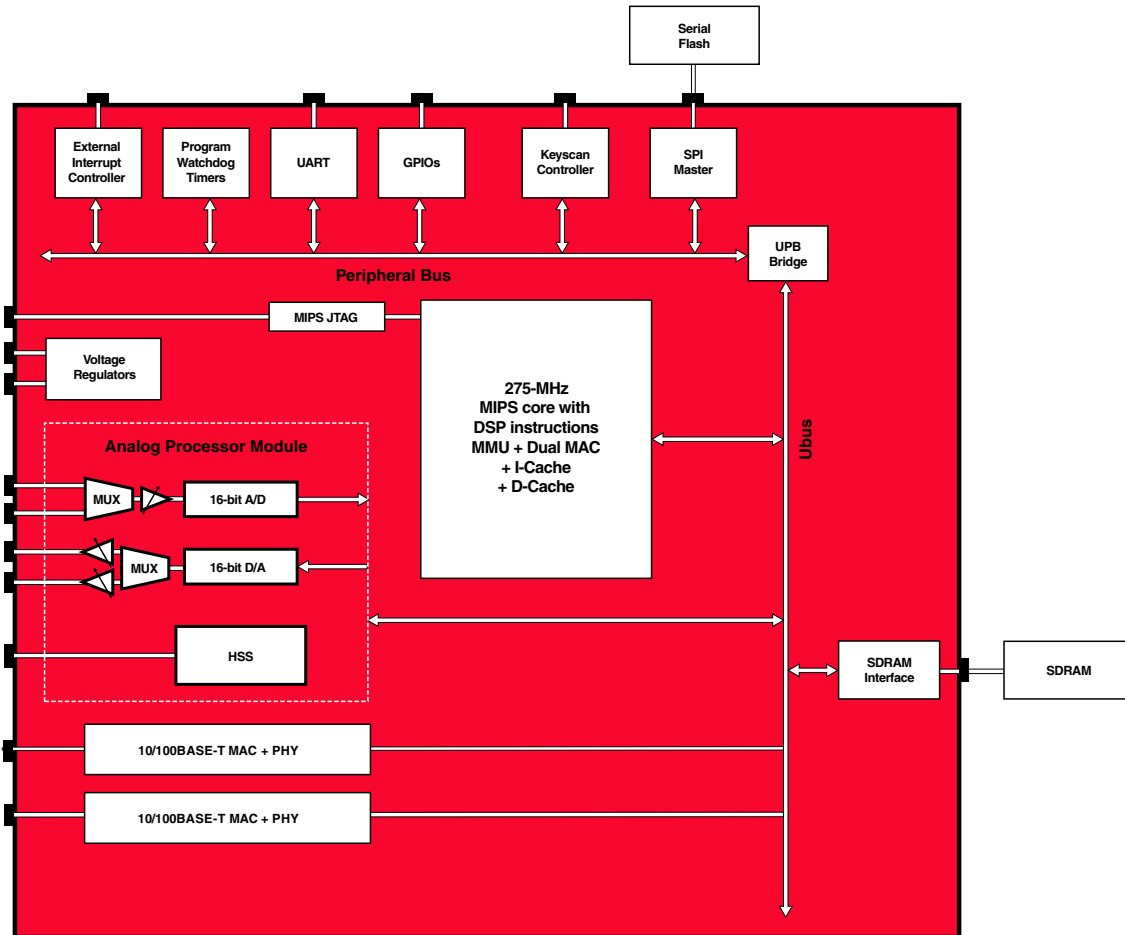 Serial
Flash
External
Interrupt
Controller
Program
Watchdog
Timers
UART
GPIOs
Keyscan
Controller
SPI
Master
UPB
Bridge
Peripheral Bus
MIPS JTAG
Voltage
Regulators
275-MHz
MIPS core with
DSP instructions
MMU + Dual MAC
+ I-Cache
+ D-Cache
Ubus
Analog Processor Module
MUX
16-bit A/D
MUX
16-bit D/A
HSS
SDRAM
Interface
SDRAM
10/100BASE-T MAC + PHY
10/100BASE-T MAC + PHY